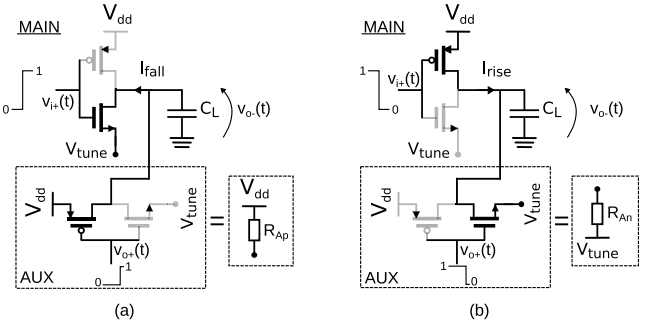 MAIN
Vdd
1
0
vi+(t)
Ifall
CL
vo-(t)
Vtune
Vdd
Vtune
vo+(t)
0
1
AUX
=
Vdd
RAp
(a)
MAIN
Vdd
1
0
vi+(t)
Irise
CL
vo-(t)
Vtune
Vdd
Vtune
vo+(t)
1
0
AUX
=
RAn
Vtune
(b)